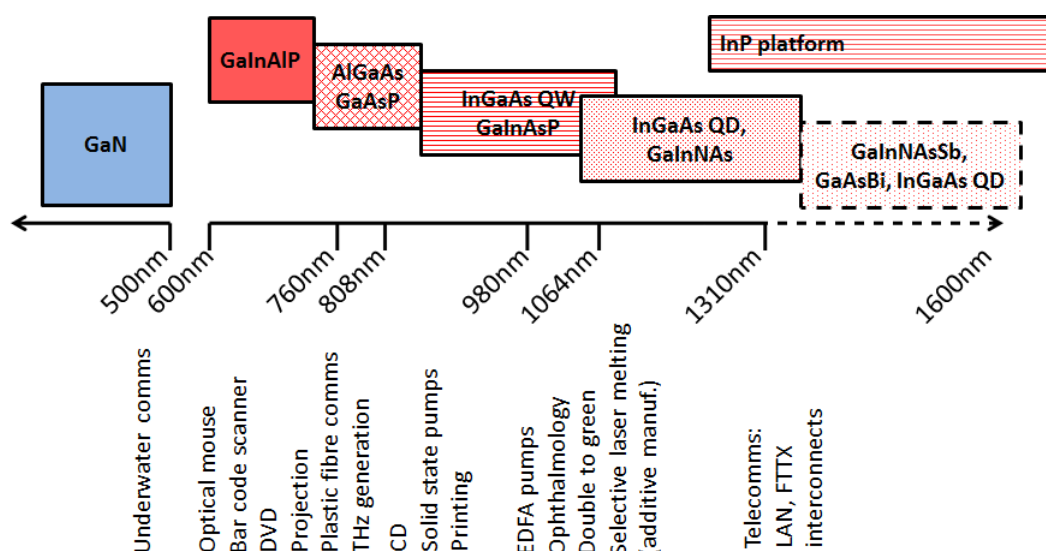 GaN
GaInAlP
AlGaAs
GaAsP
InGaAs QW
GaInAsP
InGaAs QD,
GaInNAs
InP platform
GaInNAsSb,
GaAsBi, InGaAs QD
500nm
600nm
760nm
808nm
980nm
1064nm
1310nm
1600nm
Underwater comms
Optical mouse
Bar code scanner
DVD
Projection
Plastic fibre comms
THz generation
CD
Solid state pumps
Printing
EDFA pumps
Ophthalmology
Double to green
Selective laser melting
(additive manuf.)
Telecomms:
LAN, FTTX
interconnects